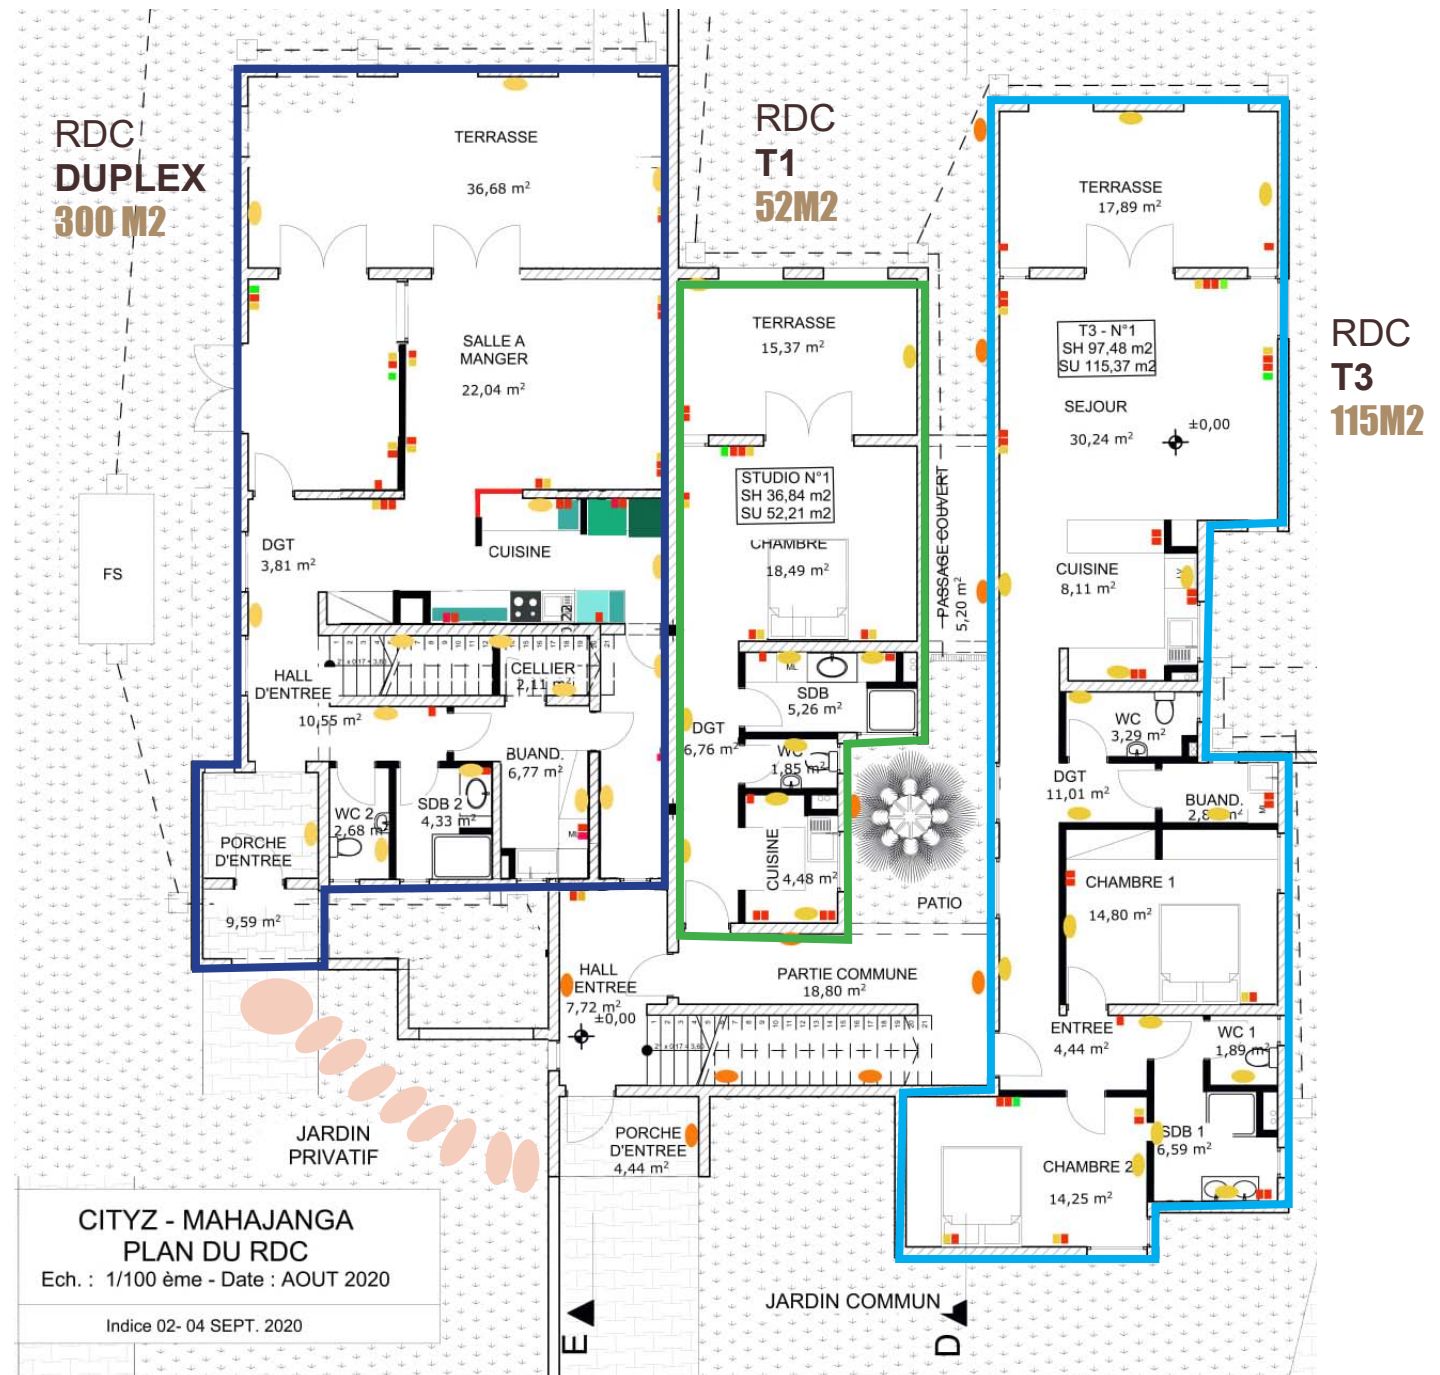 RDC
DUPLEX
300 M2
RDC
T1
52M2
RDC
T3
115M2
TERRASSE
36,68 m²
SALLE A
MANGER
22,04 m²
DGT
3,81 m²
CUISINE
FS
HALL
D'ENTREE
10,55 m²
CELLIER
2,11 m²
BUAND.
6,77 m²
ML
WC 2
2,68 m²
SDB 2
4,33 m²
PORCHE
D'ENTREE
9,59 m²
TERRASSE
15,37 m²
STUDIO N°1
SH 36,84 m2
SU 52,21 m2
CHAMBRE
18,49 m²
ML
SDB
5,26 m²
DGT
6,76 m²
WC
1,85 m²
CUISINE
4,48 m²
PASSAGE COUVERT
5,20 m²
PATIO
HALL
ENTREE
7,72 m²
±0,00
PARTIE COMMUNE
18,80 m²
PORCHE
D'ENTREE
4,44 m²
TERRASSE
17,89 m²
T3 - N°1
SH 97,48 m2
SU 115,37 m2
SEJOUR
30,24 m²
±0,00
CUISINE
8,11 m²
LV
WC
3,29 m²
DGT
11,01 m²
BUAND.
ML
CHAMBRE 1
14,80 m²
ENTREE
4,44 m²
WC 1
1,89 m²
SDB 1
6,59 m²
CHAMBRE 2
14,25 m²
JARDIN
PRIVATIF
JARDIN COMMUN
E
D
CITYZ - MAHAJANGA
PLAN DU RDC
Ech. : 1/100 ème - Date : AOUT 2020
Indice 02- 04 SEPT. 2020